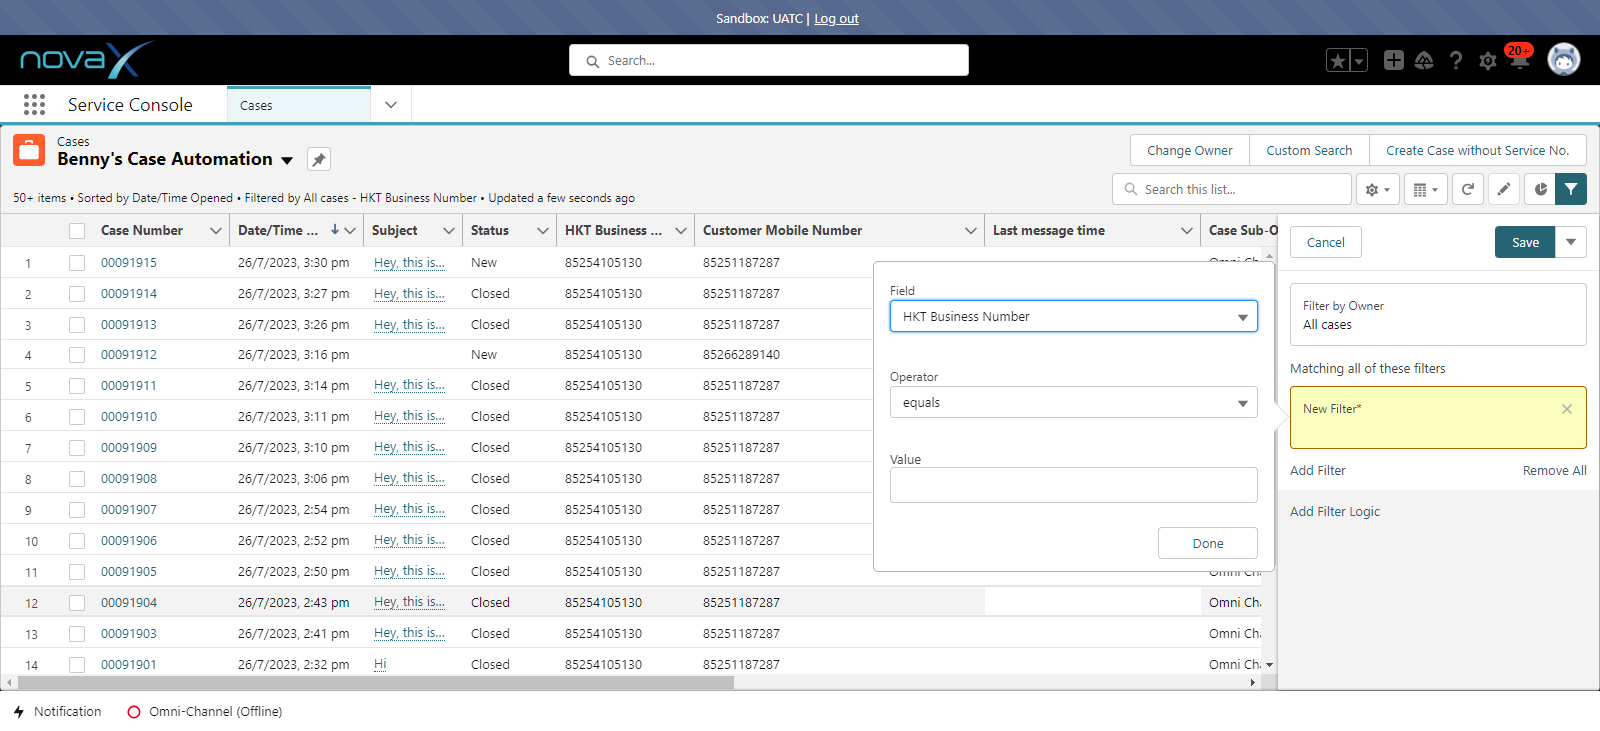 Sandbox: UATC | Log out
novaX
Search...
20+
Service Console
Cases
Cases
Benny's Case Automation
Change Owner
Custom Search
Create Case without Service No.
50+ items • Sorted by Date/Time Opened • Filtered by All cases - HKT Business Number • Updated a few seconds ago
Search this list...
Case Number Date/Time ... Subject Status HKT Business ... Customer Mobile Number Last message time Case Sub-O
1 00091915 26/7/2023, 3:30 pm Hey, this is... New 85254105130 85251187287
2 00091914 26/7/2023, 3:27 pm Hey, this is... Closed 85254105130 85251187287
3 00091913 26/7/2023, 3:26 pm Hey, this is... Closed 85254105130 85251187287
4 00091912 26/7/2023, 3:16 pm New 85254105130 85266289140
5 00091911 26/7/2023, 3:14 pm Hey, this is... Closed 85254105130 85251187287
6 00091910 26/7/2023, 3:11 pm Hey, this is... Closed 85254105130 85251187287
7 00091909 26/7/2023, 3:10 pm Hey, this is... Closed 85254105130 85251187287
8 00091908 26/7/2023, 3:06 pm Hey, this is... Closed 85254105130 85251187287
9 00091907 26/7/2023, 2:54 pm Hey, this is... Closed 85254105130 85251187287
10 00091906 26/7/2023, 2:52 pm Hey, this is... Closed 85254105130 85251187287
11 00091905 26/7/2023, 2:50 pm Hey, this is... Closed 85254105130 85251187287
12 00091904 26/7/2023, 2:43 pm Hey, this is... Closed 85254105130 85251187287 Omni Cha
13 00091903 26/7/2023, 2:41 pm Hey, this is... Closed 85254105130 85251187287 Omni Cha
14 00091901 26/7/2023, 2:32 pm Hi Closed 85254105130 85251187287 Omni Cha
Field
HKT Business Number
Operator
equals
Value
Done
Cancel
Save
Filter by Owner
All cases
Matching all of these filters
New Filter*
Add Filter
Remove All
Add Filter Logic
Notification
Omni-Channel (Offline)